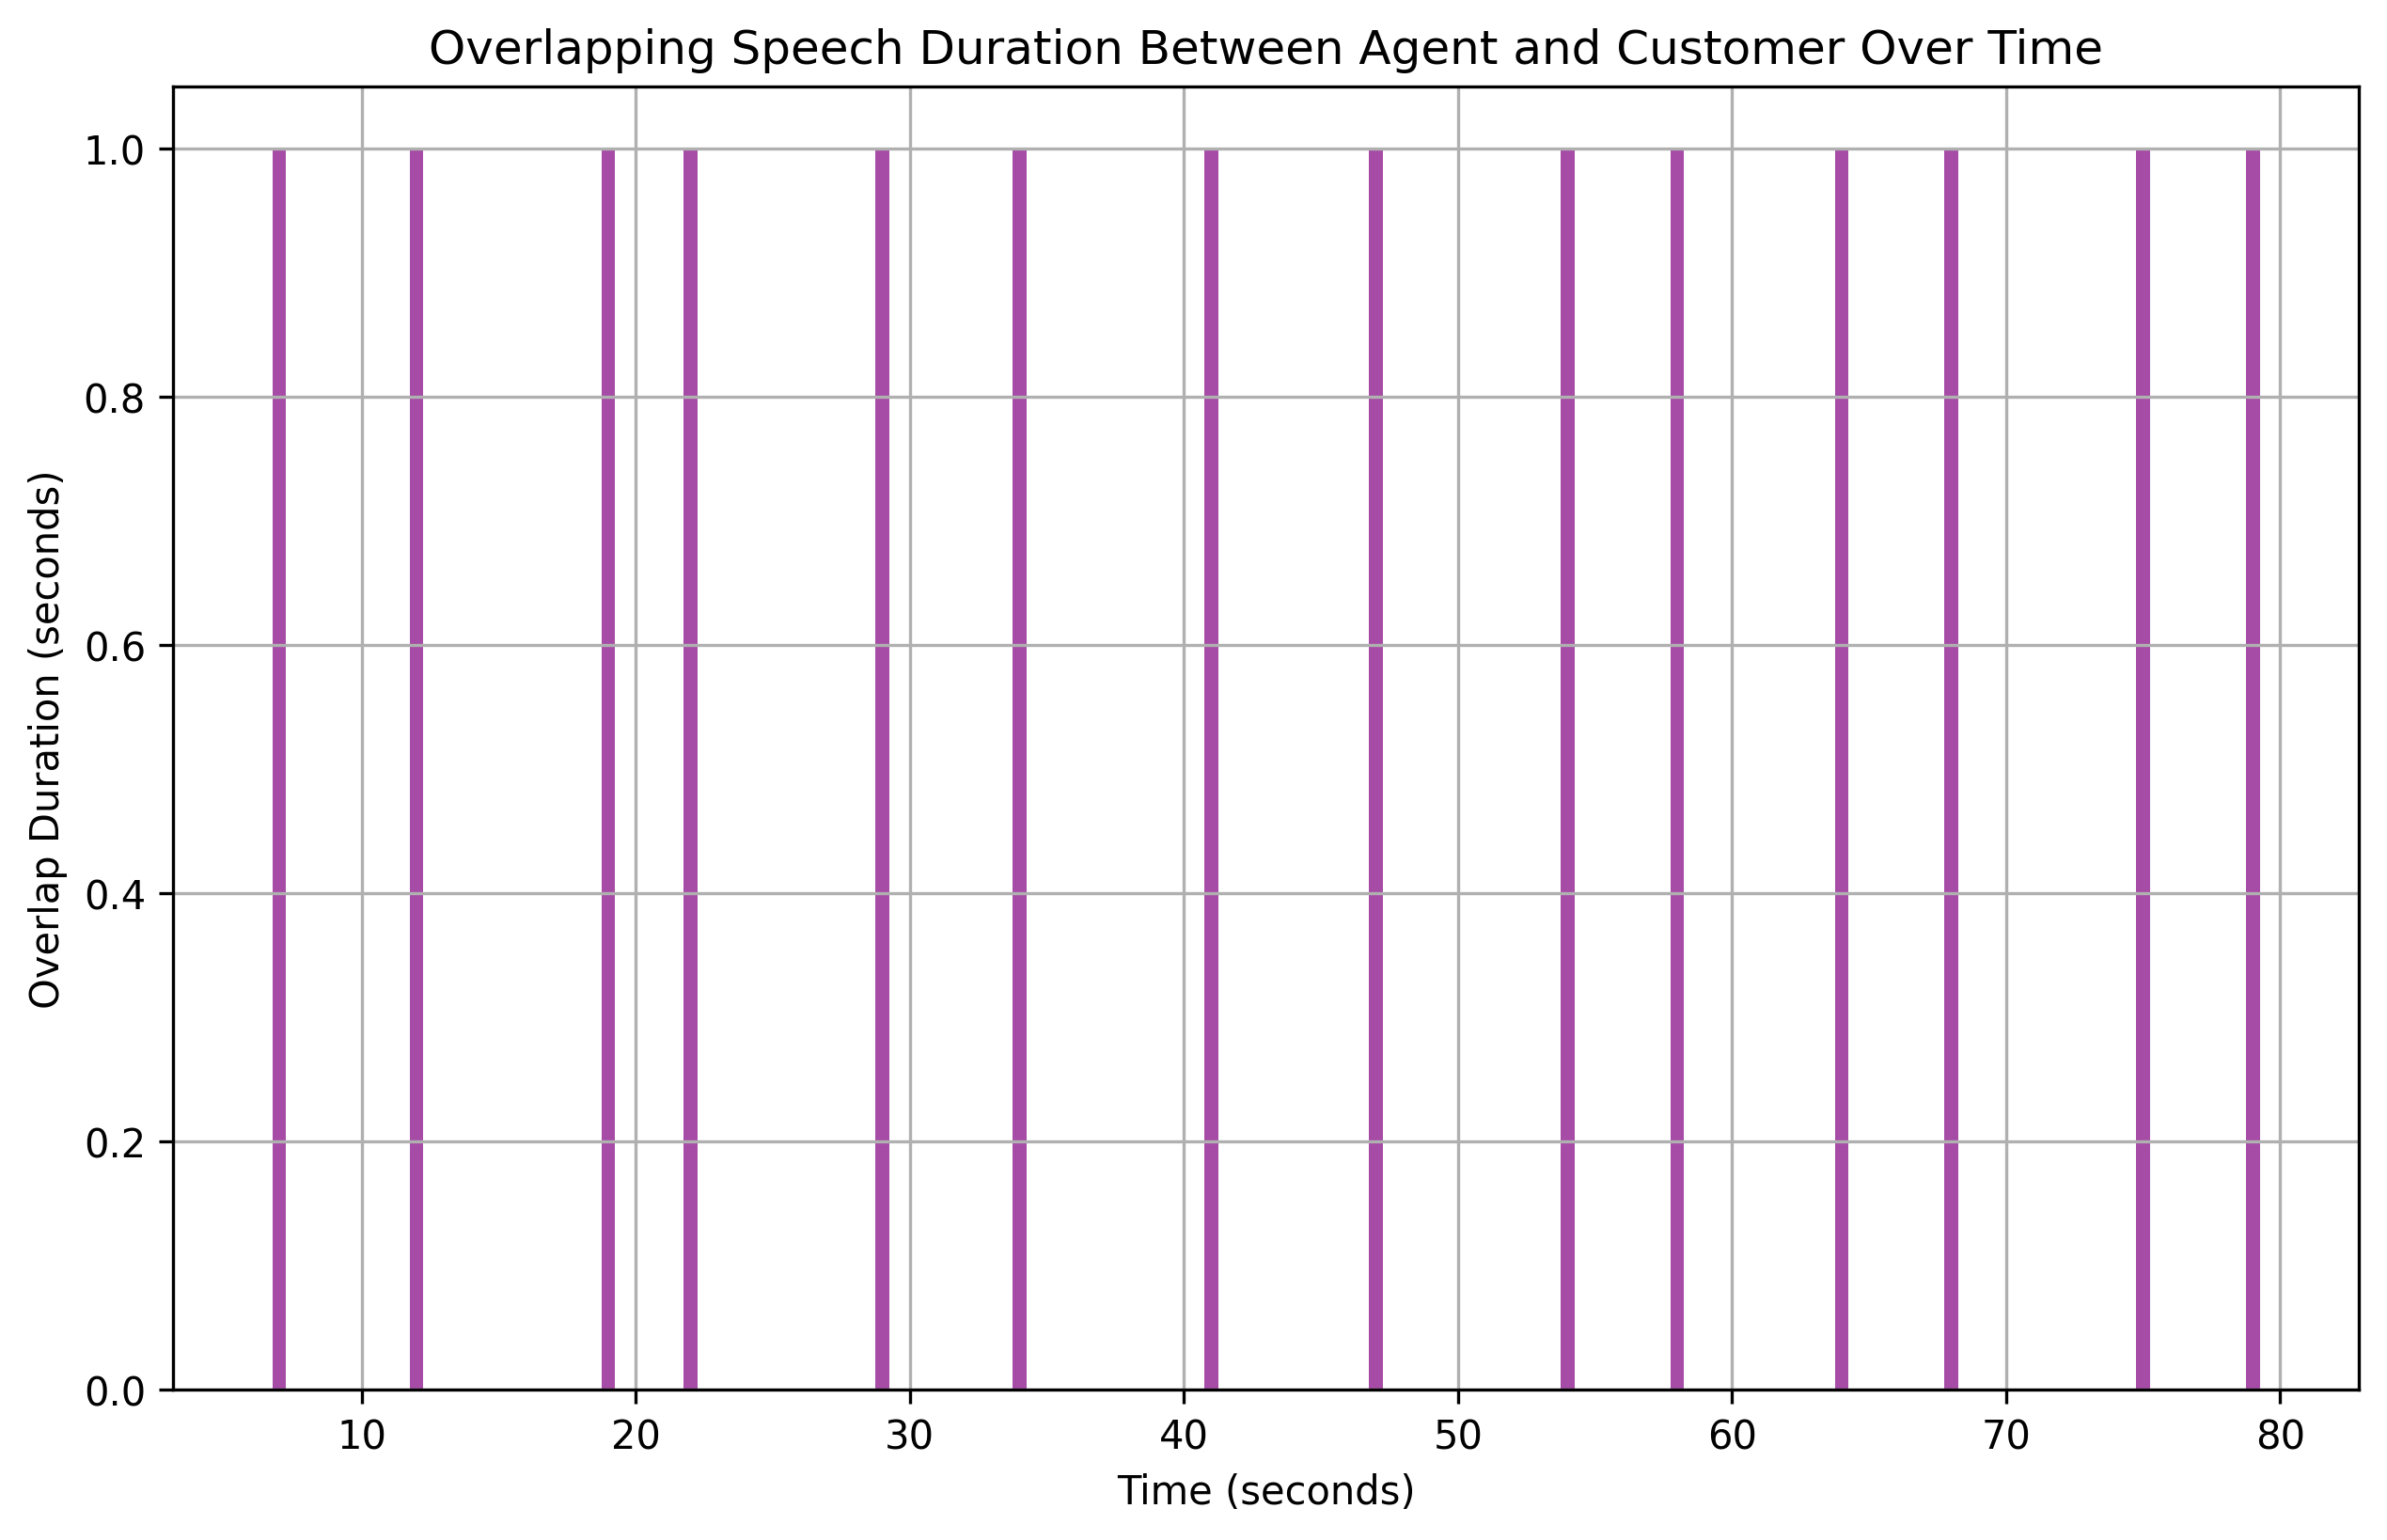 Overlapping Speech Duration Between Agent and Customer Over Time
1.0
0.8
0.6
0.4
0.2
0.0
Overlap Duration (seconds)
10 20 30 40 50 60 70 80
Time (seconds)